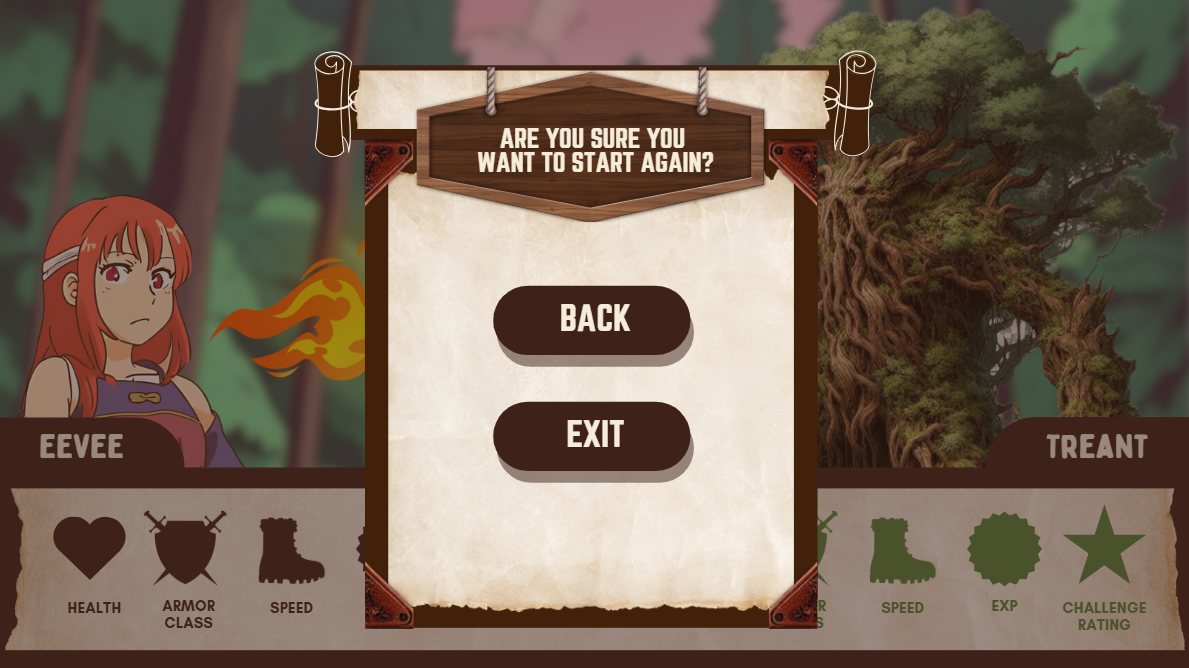 ARE YOU SURE YOU
WANT TO START AGAIN?
BACK
EXIT
EEVEE
TREANT
HEALTH
ARMOR
CLASS
SPEED
SPEED
EXP
CHALLENGE
RATING